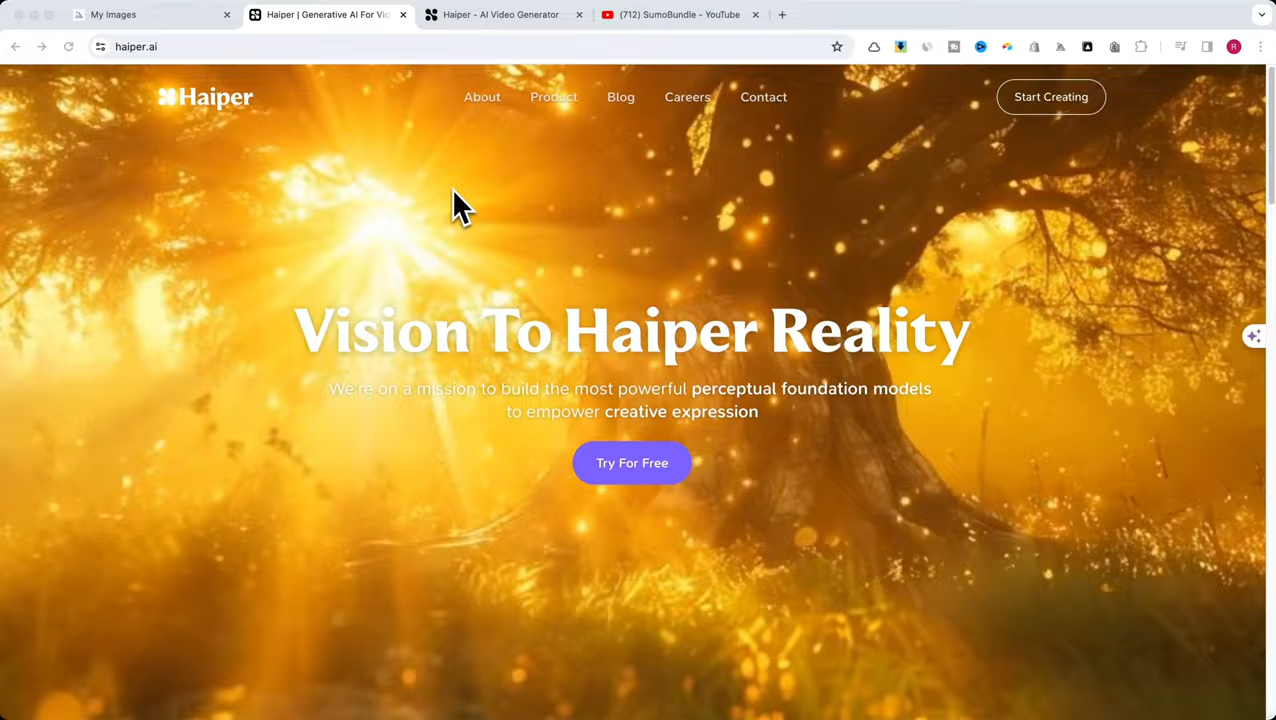 My Images
Haiper | Generative AI For Vi
Haiper - AI Video Generator
(712) SumoBundle - YouTube
haiper.ai
R
Haiper
About
Product
Blog
Careers
Contact
Start Creating
Vision To Haiper Reality
We're on a mission to build the most powerful perceptual foundation models
to empower creative expression
Try For Free